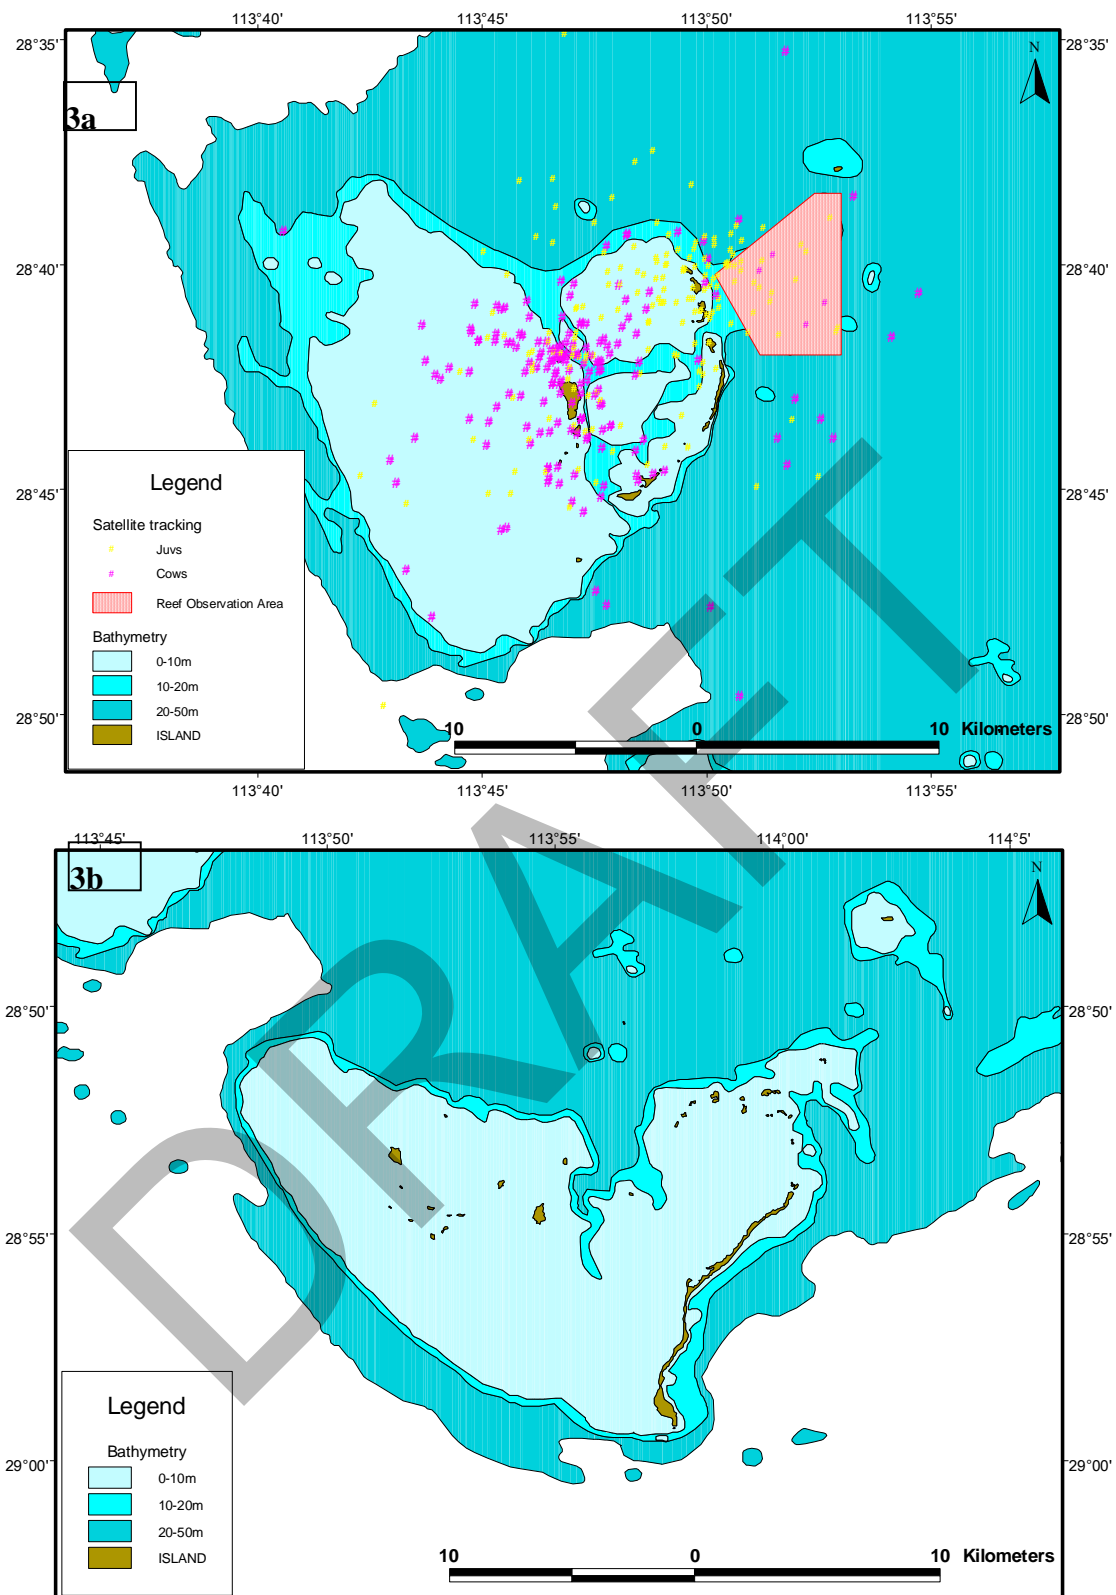 113°40' 113°45' 113°50' 113°55'
28°35' 28°35'
N
3a
28°40' 28°40'
28°45' 28°45'
Legend
Satellite tracking
# Juvs
# Cows
Reef Observation Area
Bathymetry
0-10m
10-20m
20-50m
ISLAND
28°50' 28°50'
10 0 10 Kilometers
113°40' 113°45' 113°50' 113°55'
DRAFT
113°45' 113°50' 113°55' 114°00' 114°5'
3b
N
28°50' 28°50'
28°55' 28°55'
Legend
Bathymetry
0-10m
10-20m
20-50m
ISLAND
29°00' 29°00'
10 0 10 Kilometers